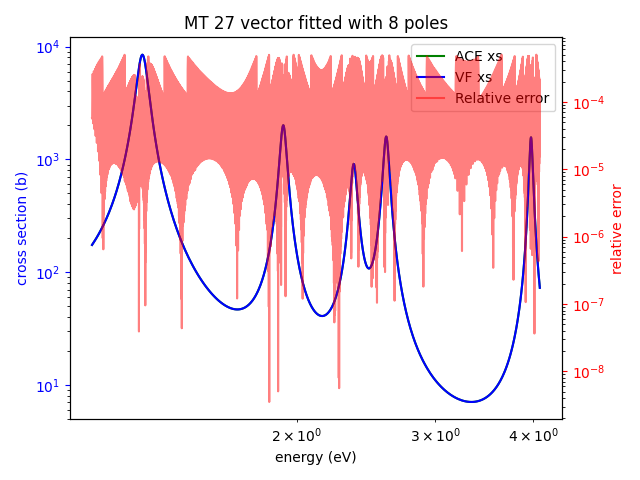 MT 27 vector fitted with 8 poles
10^4
10^3
10^2
10^1
cross section (b)
ACE xs
VF xs
Relative error
10^-4
10^-5
10^-6
10^-7
10^-8
relative error
2 × 10^0
3 × 10^0
4 × 10^0
energy (eV)